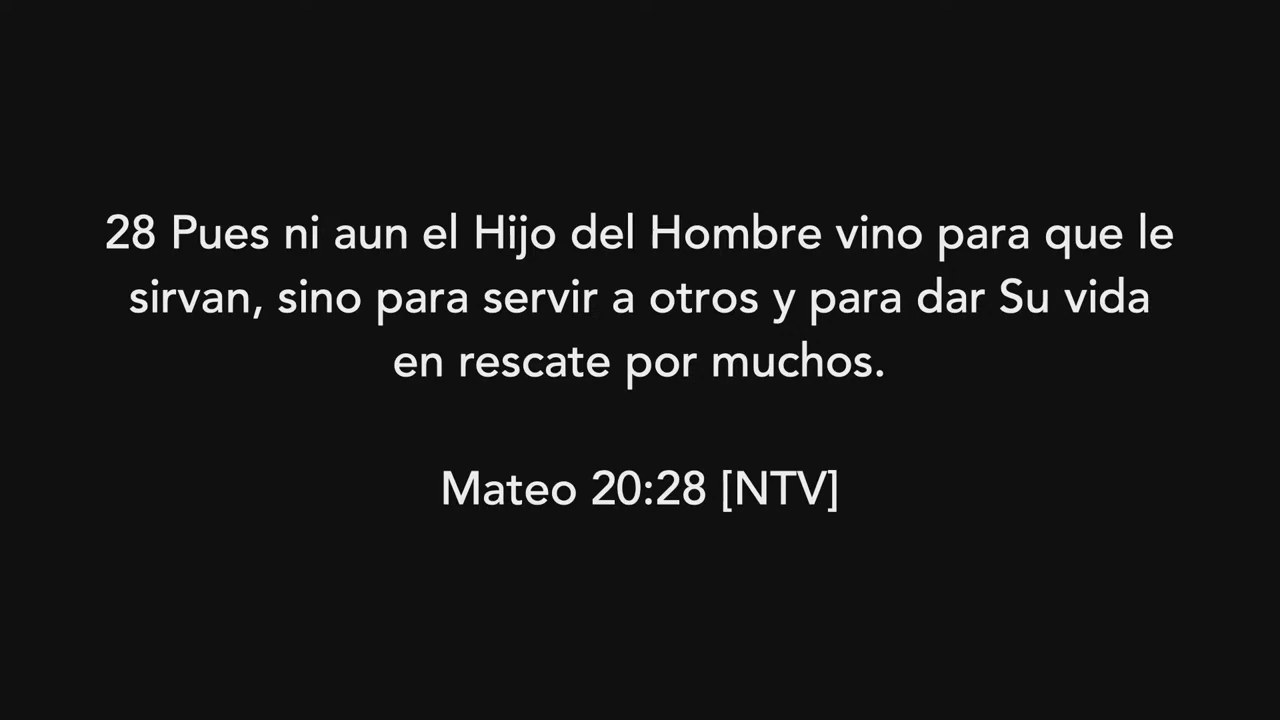 28 Pues ni aun el Hijo del Hombre vino para que le
sirvan, sino para servir a otros y para dar Su vida
en rescate por muchos.
Mateo 20:28 [NTV]